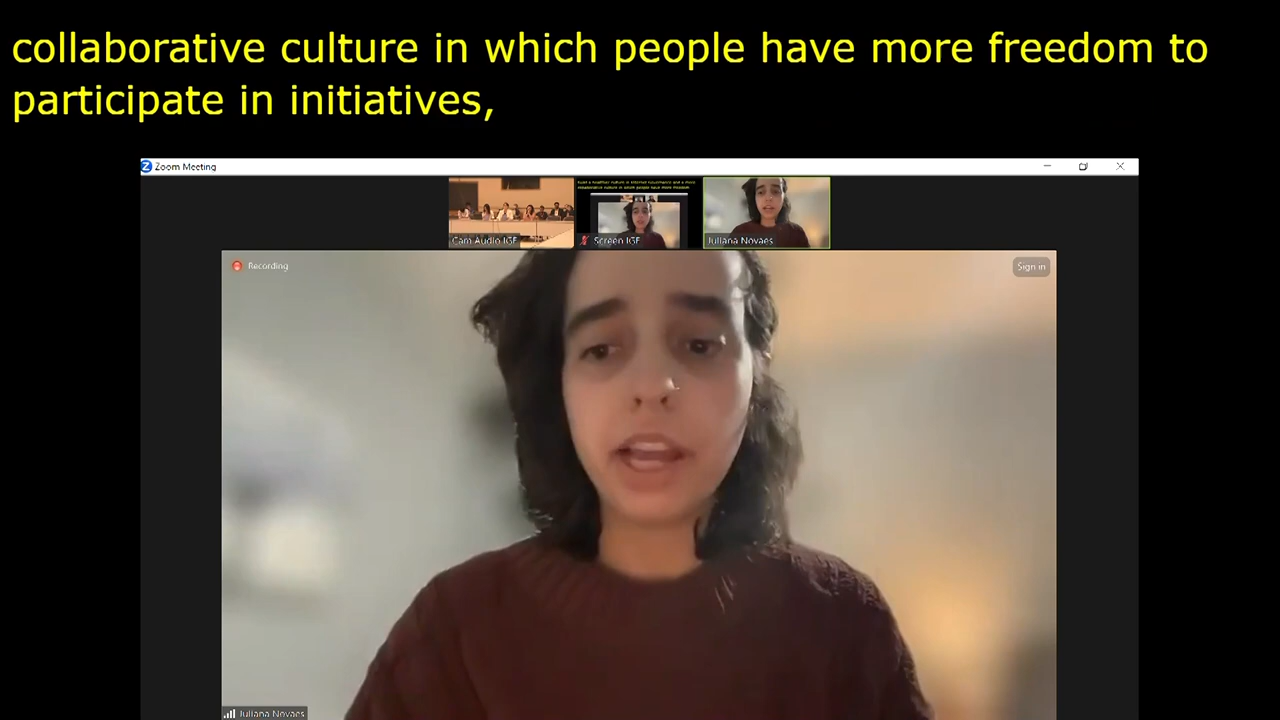 collaborative culture in which people have more freedom to
participate in initiatives,
Zoom Meeting
Cam Audio IGF
Screen IGF
Juliana Novaes
Recording
Sign in
Juliana Novaes